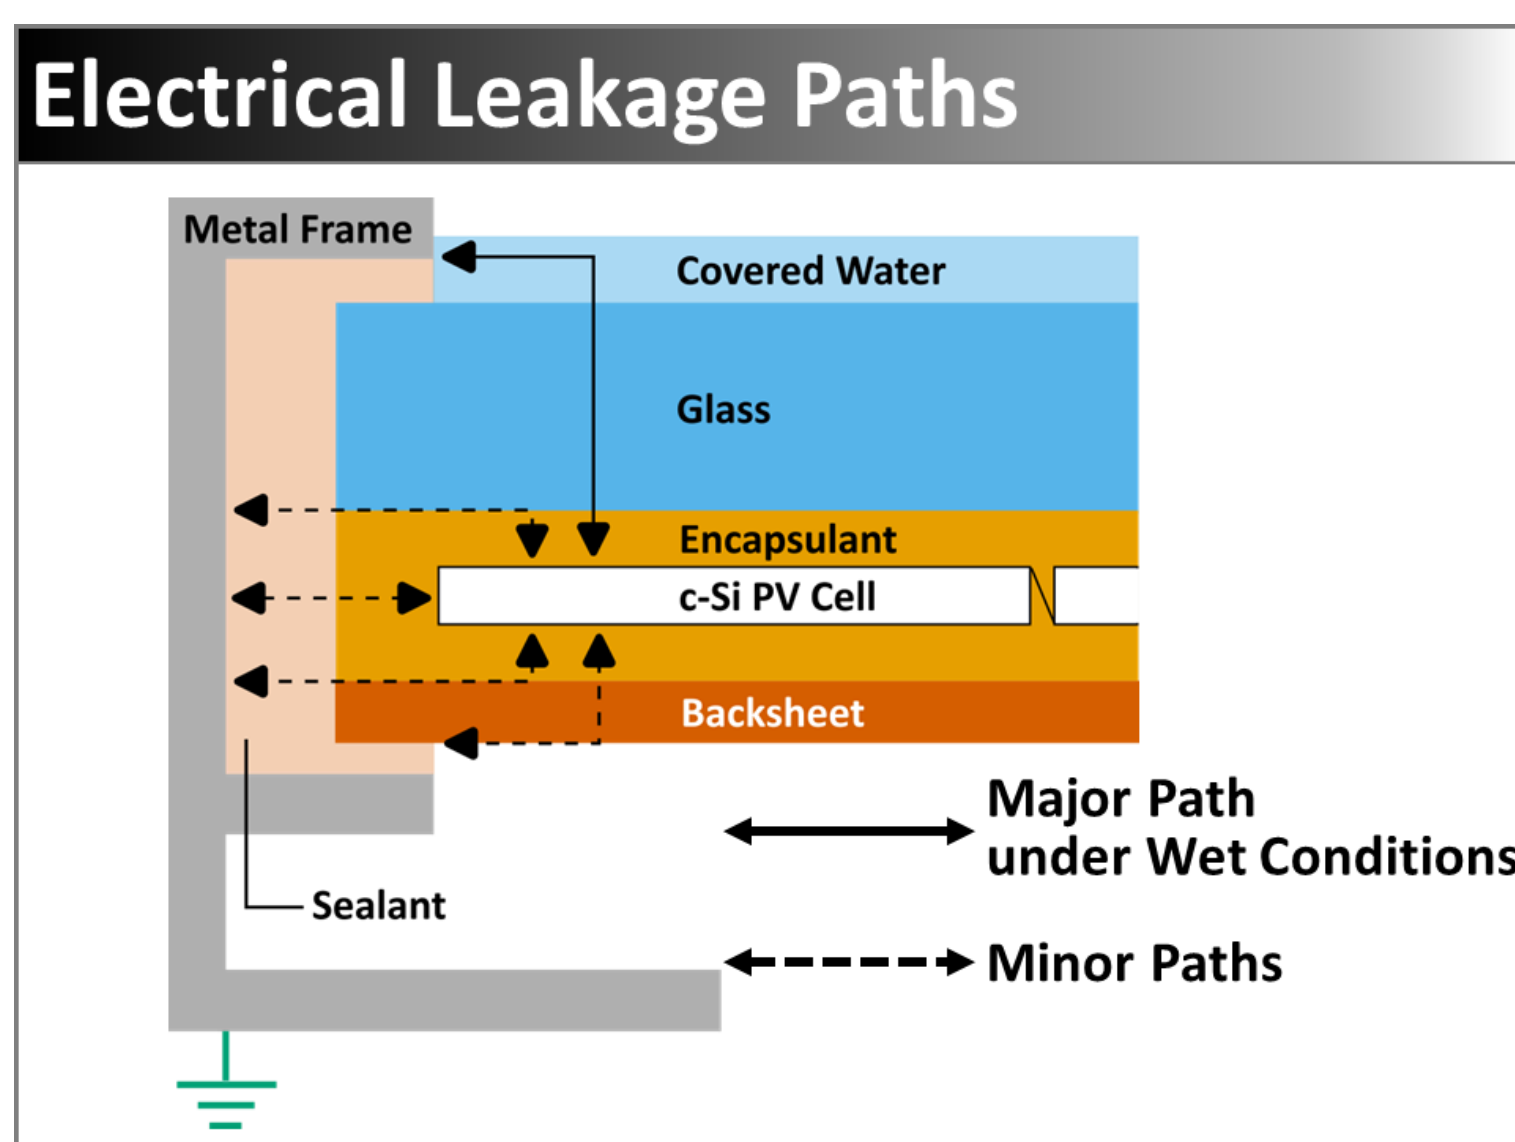 Electrical Leakage Paths
Metal Frame
Covered Water
Glass
Encapsulant
c-Si PV Cell
Backsheet
Major Path
under Wet Conditions
Sealant
Minor Paths